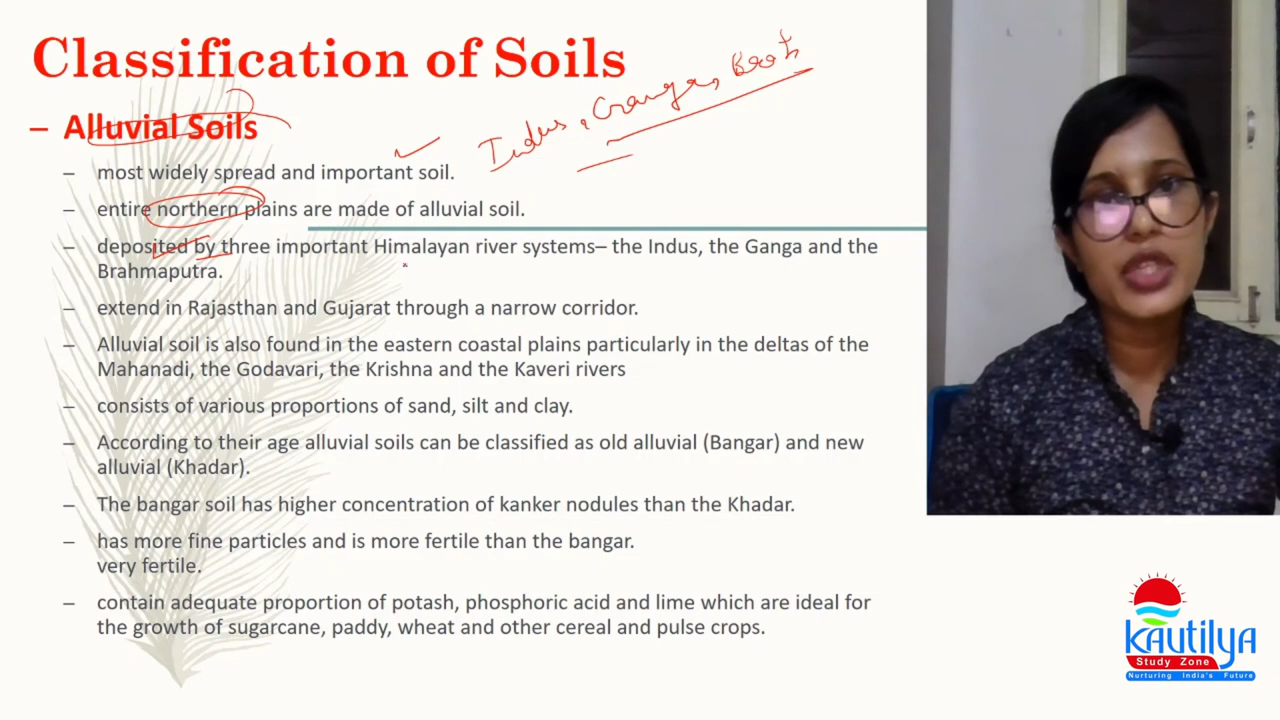 Classification of Soils
– Alluvial Soils
Indus, Ganga,
– most widely spread and important soil.
– entire northern plains are made of alluvial soil.
– deposited by three important Himalayan river systems– the Indus, the Ganga and the
Brahmaputra.
– extend in Rajasthan and Gujarat through a narrow corridor.
– Alluvial soil is also found in the eastern coastal plains particularly in the deltas of the
Mahanadi, the Godavari, the Krishna and the Kaveri rivers
– consists of various proportions of sand, silt and clay.
– According to their age alluvial soils can be classified as old alluvial (Bangar) and new
alluvial (Khadar).
– The bangar soil has higher concentration of kanker nodules than the Khadar.
– has more fine particles and is more fertile than the bangar.
very fertile.
– contain adequate proportion of potash, phosphoric acid and lime which are ideal for
the growth of sugarcane, paddy, wheat and other cereal and pulse crops.
Kautilya
Study Zone
Nurturing India's Future